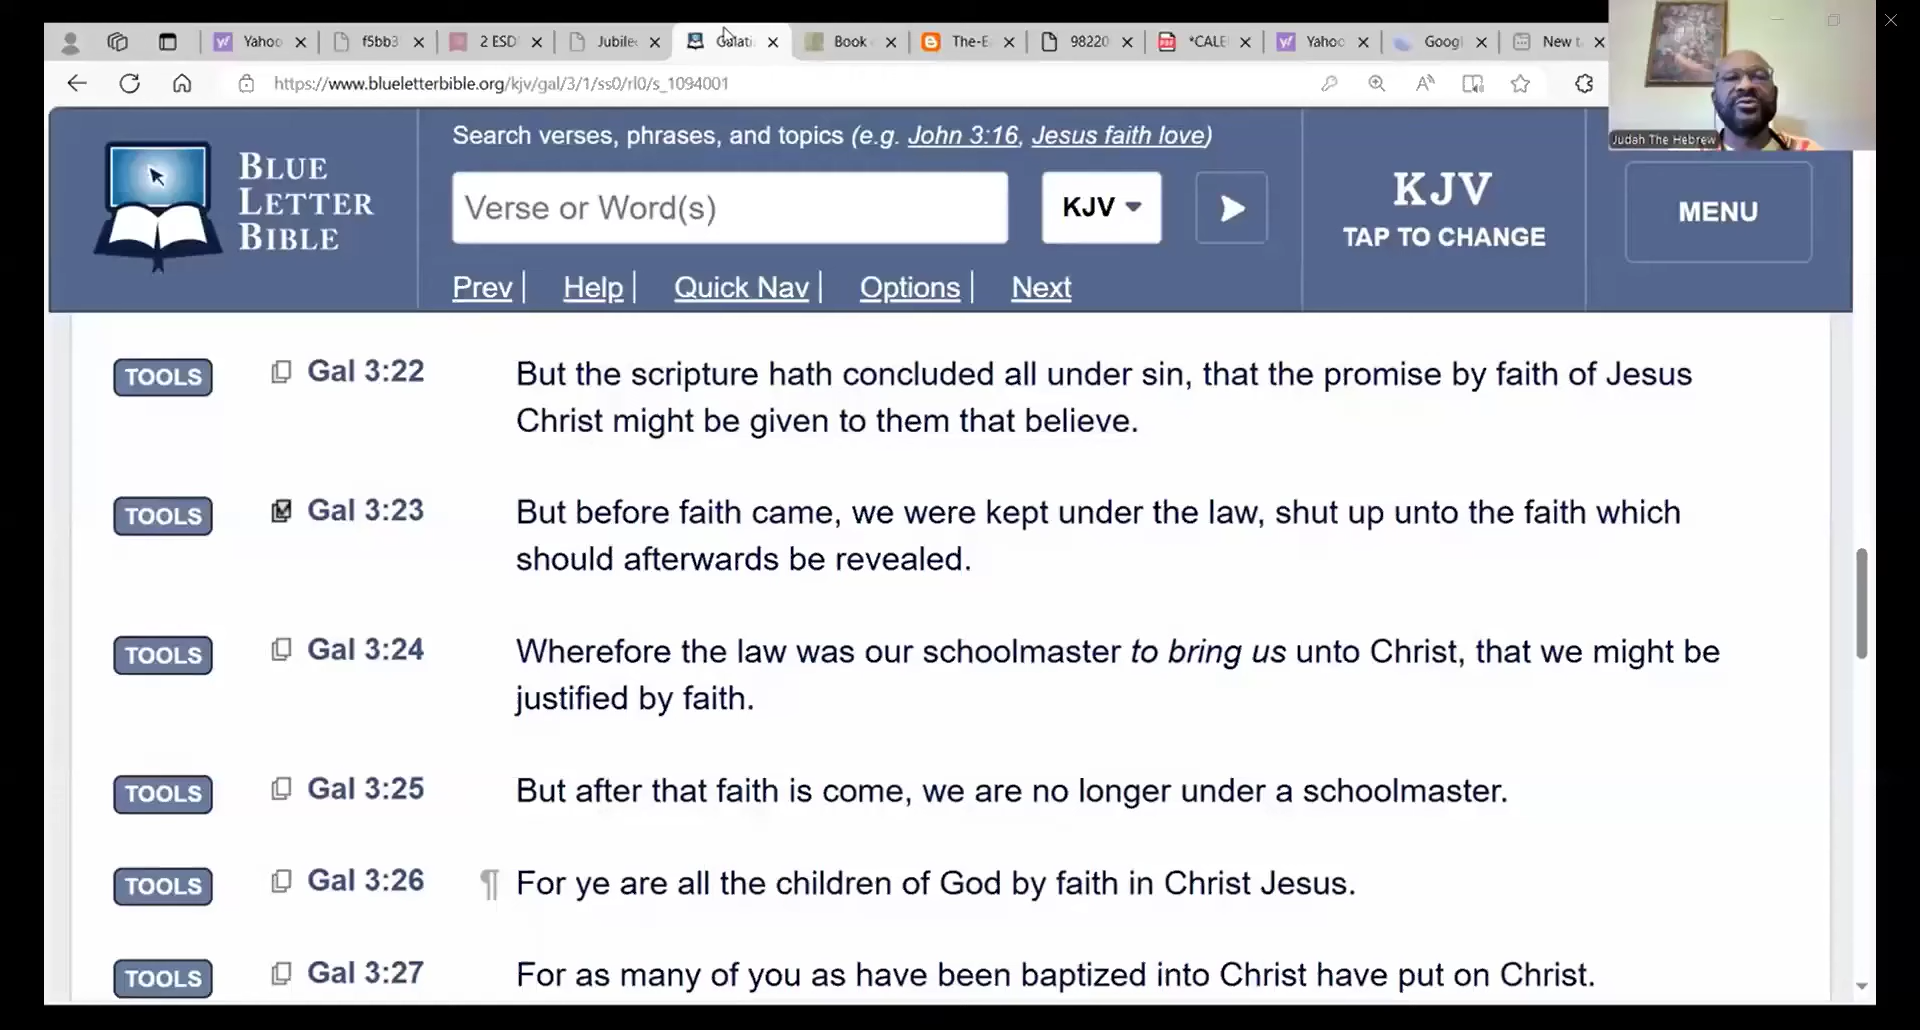 Yahoo
f5bb3
2 ESD
Jubilee
Galati
Book
The-E
98220
*CALE
Yahoo
Googl
New t
https://www.blueletterbible.org/kjv/gal/3/1/ss0/rl0/s_1094001
Judah The Hebrew
BLUE
LETTER
BIBLE
Search verses, phrases, and topics (e.g. John 3:16, Jesus faith love)
Verse or Word(s)
KJV
KJV
TAP TO CHANGE
MENU
Prev | Help | Quick Nav | Options | Next
TOOLS Gal 3:22 But the scripture hath concluded all under sin, that the promise by faith of Jesus
Christ might be given to them that believe.
TOOLS Gal 3:23 But before faith came, we were kept under the law, shut up unto the faith which
should afterwards be revealed.
TOOLS Gal 3:24 Wherefore the law was our schoolmaster to bring us unto Christ, that we might be
justified by faith.
TOOLS Gal 3:25 But after that faith is come, we are no longer under a schoolmaster.
TOOLS Gal 3:26 ¶ For ye are all the children of God by faith in Christ Jesus.
TOOLS Gal 3:27 For as many of you as have been baptized into Christ have put on Christ.